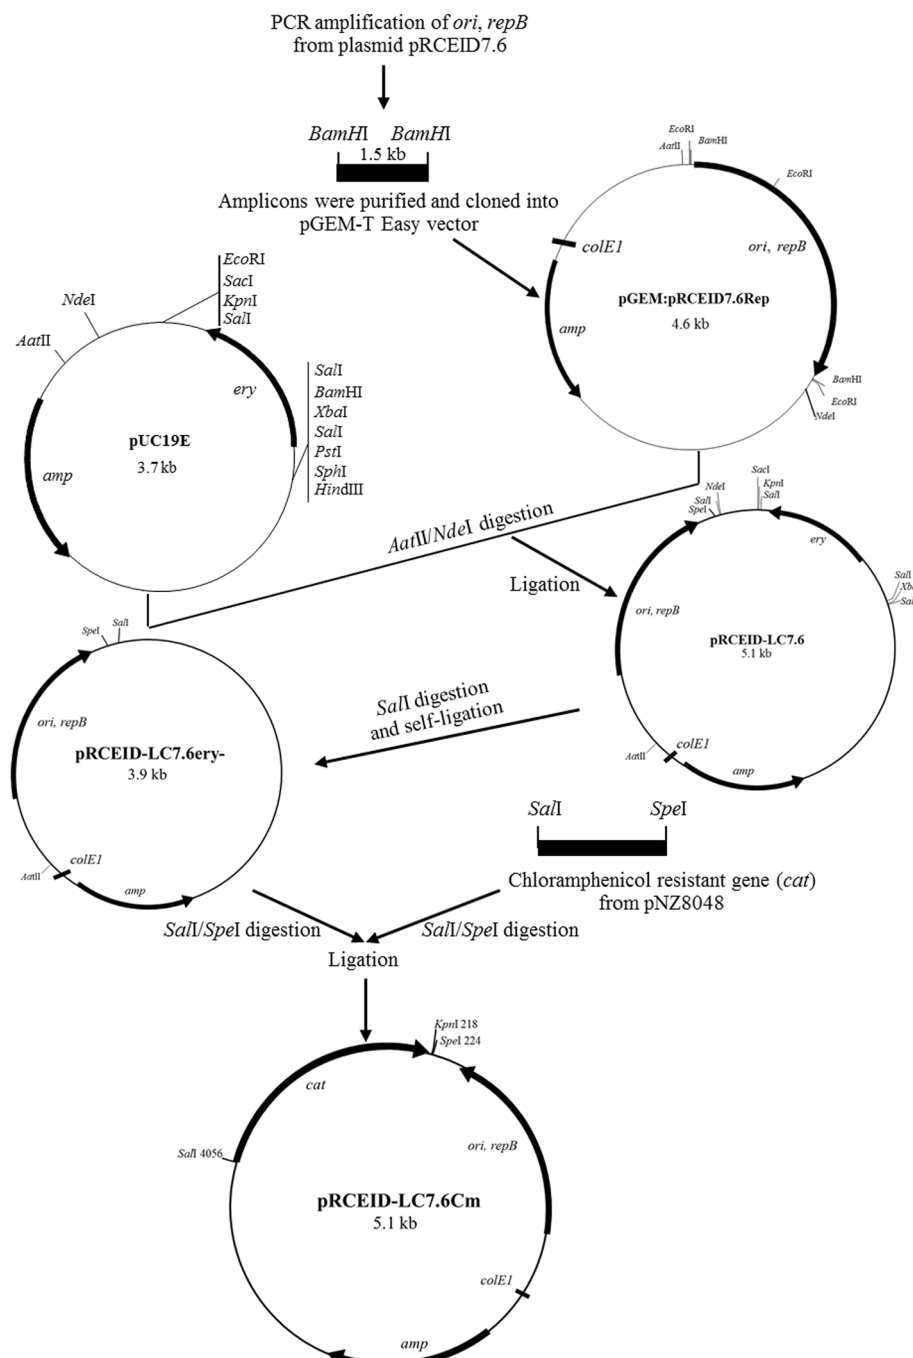 PCR amplification of ori, repB
from plasmid pRCEID7.6
BamHI BamHI
1.5 kb
Amplicons were purified and cloned into
pGEM-T Easy vector
EcoRI
AatII
BamHI
EcoRI
colE1
ori, repB
pGEM:pRCEID7.6Rep
4.6 kb
amp
BamHI
EcoRI
NdeI
EcoRI
SacI
KpnI
SalI
NdeI
AatII
ery
SalI
BamHI
XbaI
SalI
PstI
SphI
HindIII
pUC19E
3.7 kb
amp
AatII/NdeI digestion
Ligation
SacI
NdeI
KpnI
SalI
SalI
SpeI
ery
SalI
Xba
Sal
ori, repB
pRCEID-LC7.6
5.1 kb
AatII
colE1
amp
SalI digestion
and self-ligation
SpeI
SalI
ori, repB
pRCEID-LC7.6ery-
3.9 kb
AatII
colE1
amp
SalI SpeI
Chloramphenicol resistant gene (cat)
from pNZ8048
SalI/SpeI digestion SalI/SpeI digestion
Ligation
KpnI 218
SpeI 224
cat
ori, repB
SalI 4056
pRCEID-LC7.6Cm
5.1 kb
colE1
amp